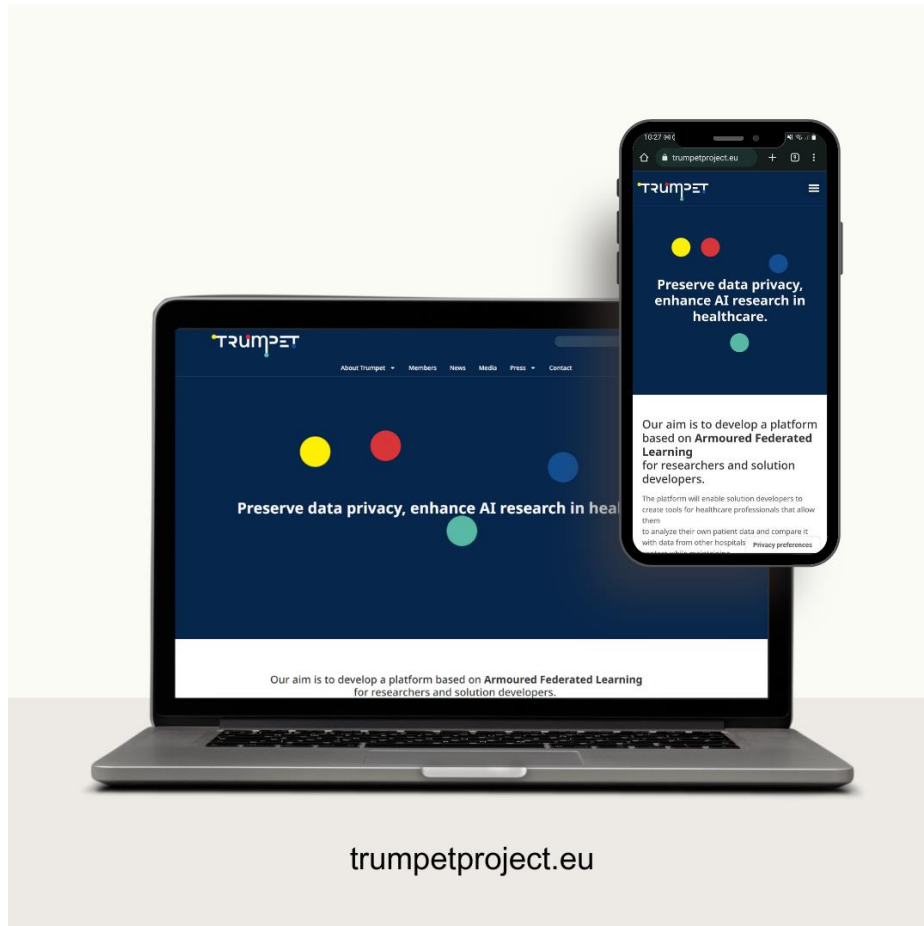 TRUMPET
About Trumpet
Members
News
Media
Press
Contact
Preserve data privacy, enhance AI research in heal
Our aim is to develop a platform based on Armoured Federated Learning
for researchers and solution developers.
10:27
trumpetproject.eu
9
TRUMPET
Preserve data privacy,
enhance AI research in
healthcare.
Our aim is to develop a platform
based on Armoured Federated
Learning
for researchers and solution
developers.
The platform will enable solution developers to
create tools for healthcare professionals that allow
them
to analyze their own patient data and compare it
with data from other hospitals
Privacy preferences
trumpetproject.eu